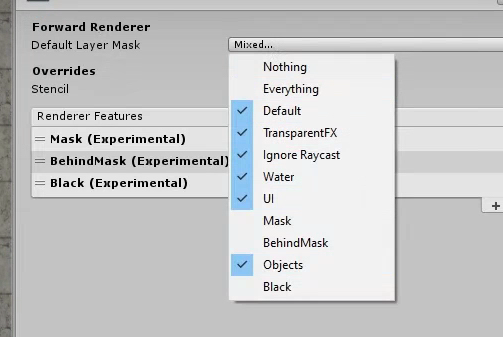 Forward Renderer
Default Layer Mask Mixed...
Nothing
Overrides
Stencil
Everything
Default
Renderer Features
TransparentFX
Mask (Experimental)
Ignore Raycast
BehindMask (Experimental)
Water
Black (Experimental)
UI
Mask
BehindMask
Objects
Black